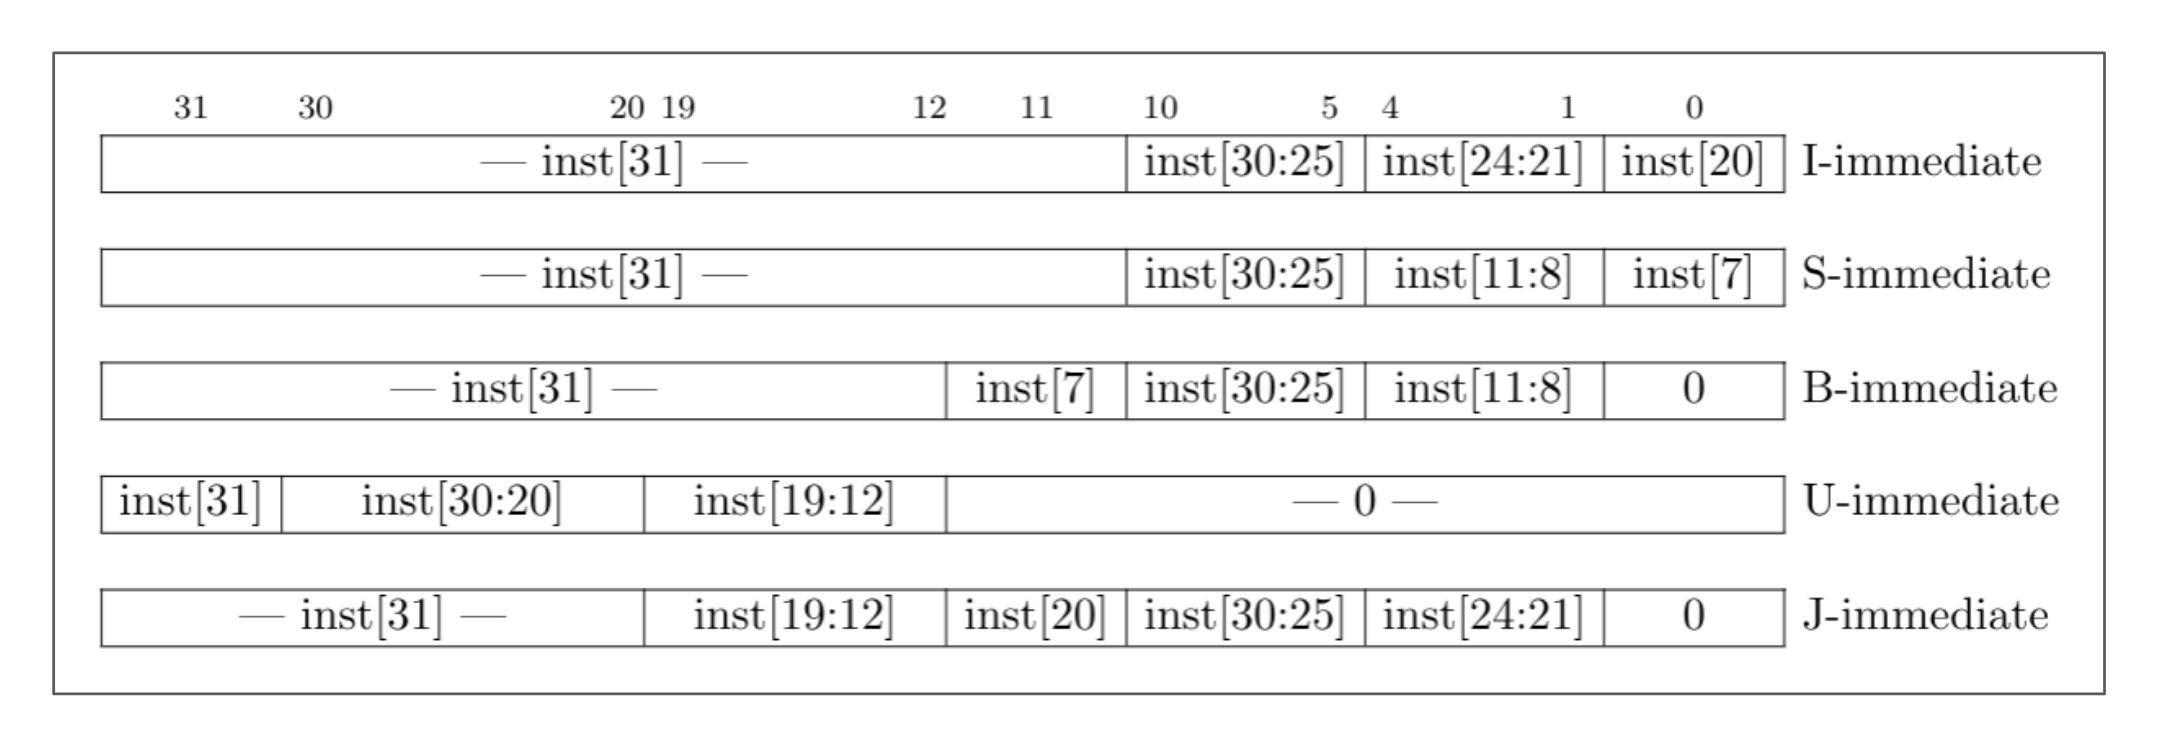 31 30 20 19 12 11 10 5 4 1 0
— inst[31] — inst[30:25] inst[24:21] inst[20] I-immediate
— inst[31] — inst[30:25] inst[11:8] inst[7] S-immediate
— inst[31] — inst[7] inst[30:25] inst[11:8] 0 B-immediate
inst[31] inst[30:20] inst[19:12] — 0 — U-immediate
— inst[31] — inst[19:12] inst[20] inst[30:25] inst[24:21] 0 J-immediate